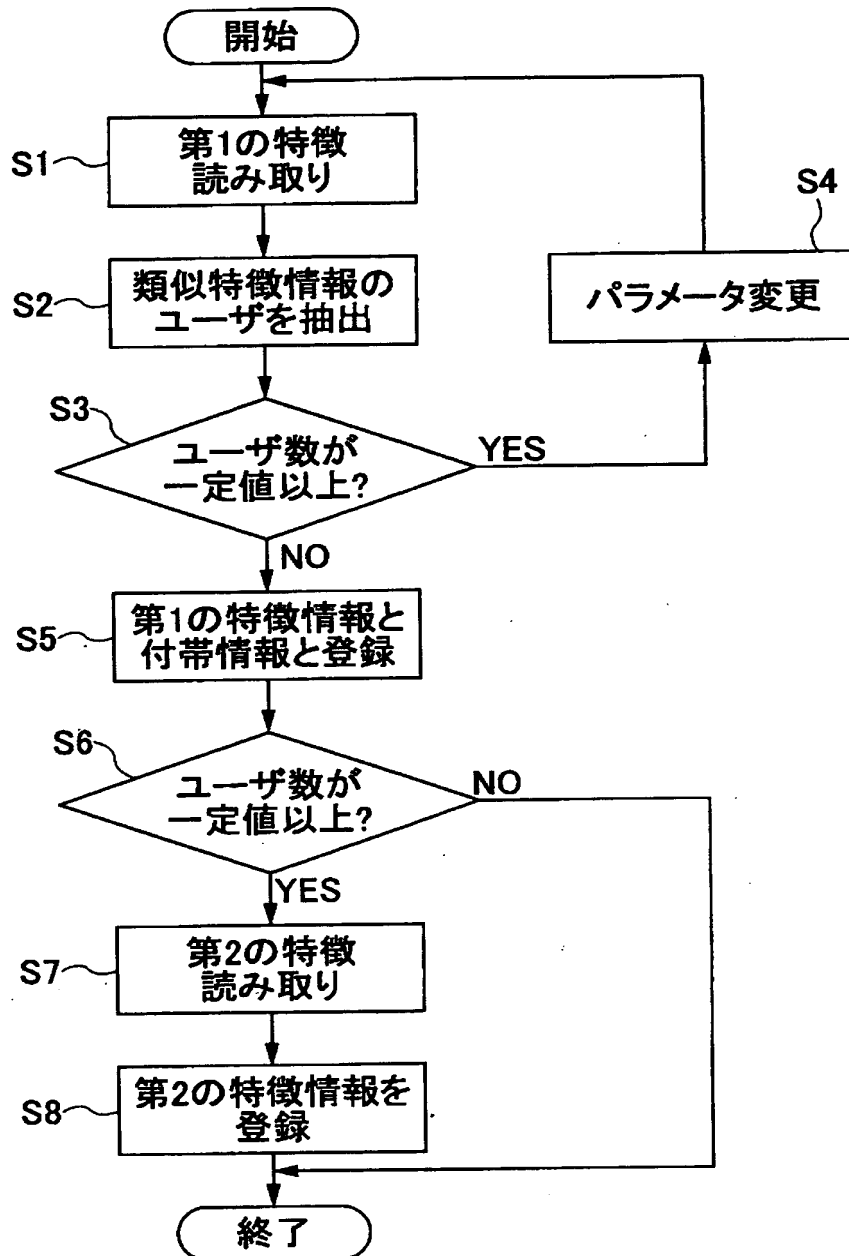 開始
S1
第1の特徴
読み取り
S2
類似特徴情報の
ユーザを抽出
S4
パラメータ変更
S3
ユーザ数が
一定値以上?
YES
NO
S5
第1の特徴情報と
付帯情報と登録
S6
ユーザ数が
一定値以上?
NO
YES
S7
第2の特徴
読み取り
S8
第2の特徴情報を
登録
終了